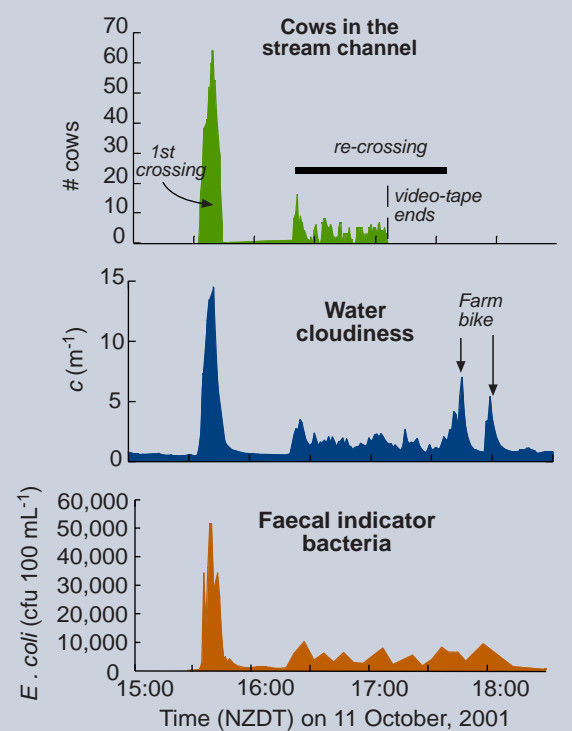 Cows in the
stream channel
# cows
70
60
50
40
30
20
10
0
1st
crossing
re-crossing
video-tape
ends
Water
cloudiness
c (m-1)
15
10
5
0
Farm
bike
Faecal indicator
bacteria
E . coli (cfu 100 mL-1)
60,000
50,000
40,000
30,000
20,000
10,000
0
15:00 16:00 17:00 18:00
Time (NZDT) on 11 October, 2001